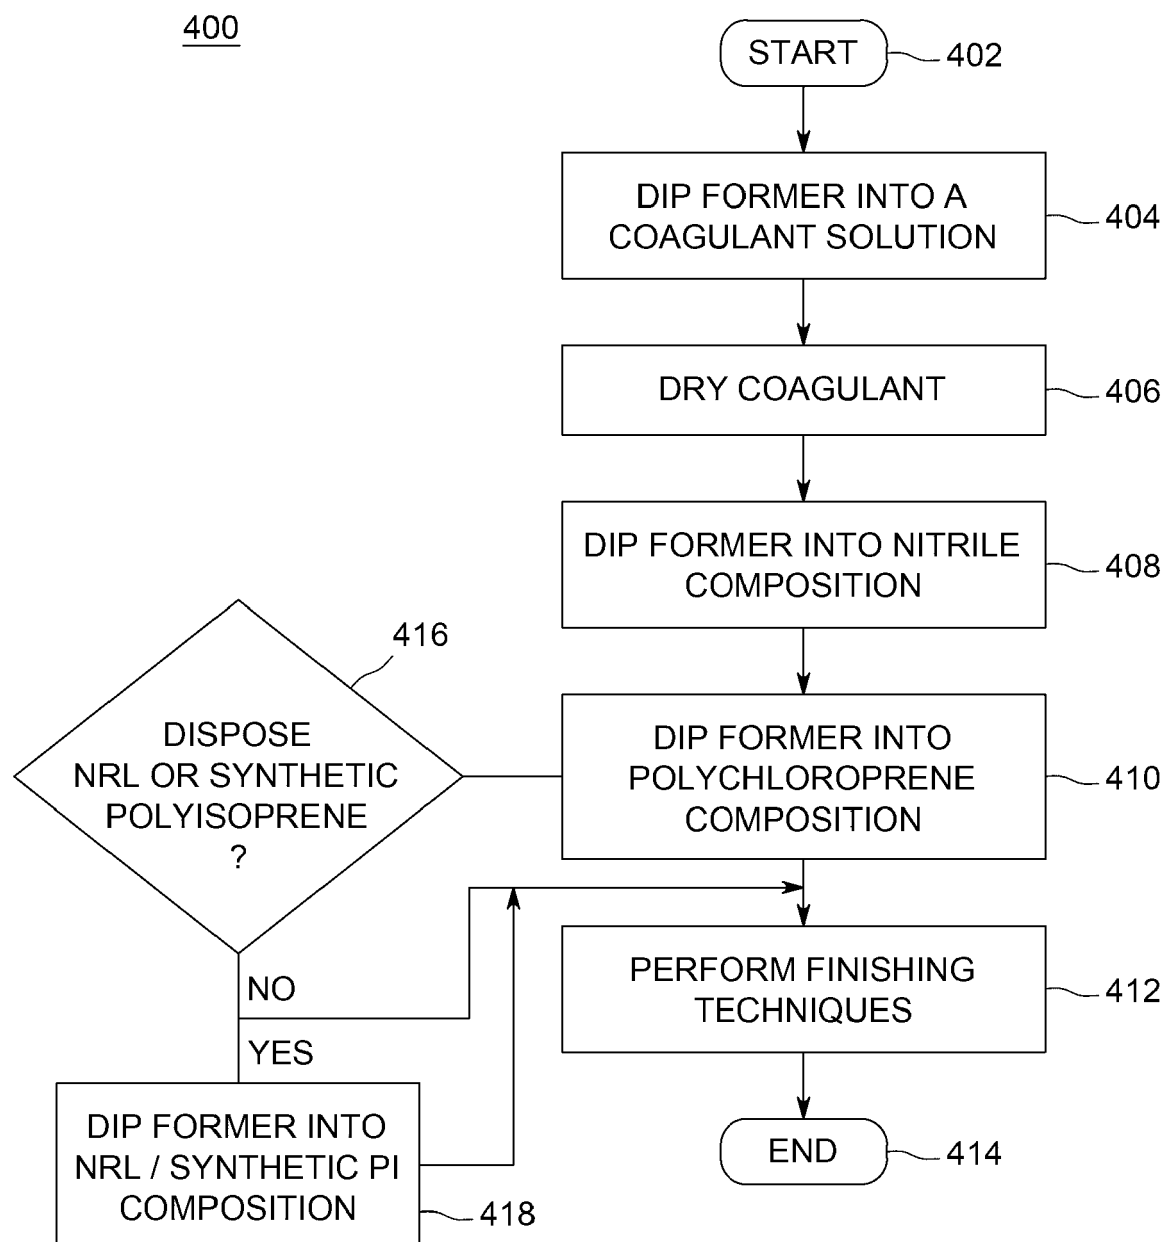 400
START
402
DIP FORMER INTO A
COAGULANT SOLUTION
404
DRY COAGULANT
406
DIP FORMER INTO NITRILE
COMPOSITION
408
416
DISPOSE
NRL OR SYNTHETIC
POLYISOPRENE
?
DIP FORMER INTO
POLYCHLOROPRENE
COMPOSITION
410
NO
YES
PERFORM FINISHING
TECHNIQUES
412
DIP FORMER INTO
NRL / SYNTHETIC PI
COMPOSITION
418
END
414